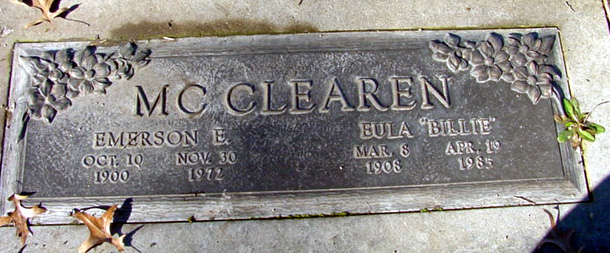 MC CLEAREN
EMERSON E. EULA "BILLIE"
OCT. 10 NOV. 30 MAR. 8 APR. 19
1900 1972 1908 1985